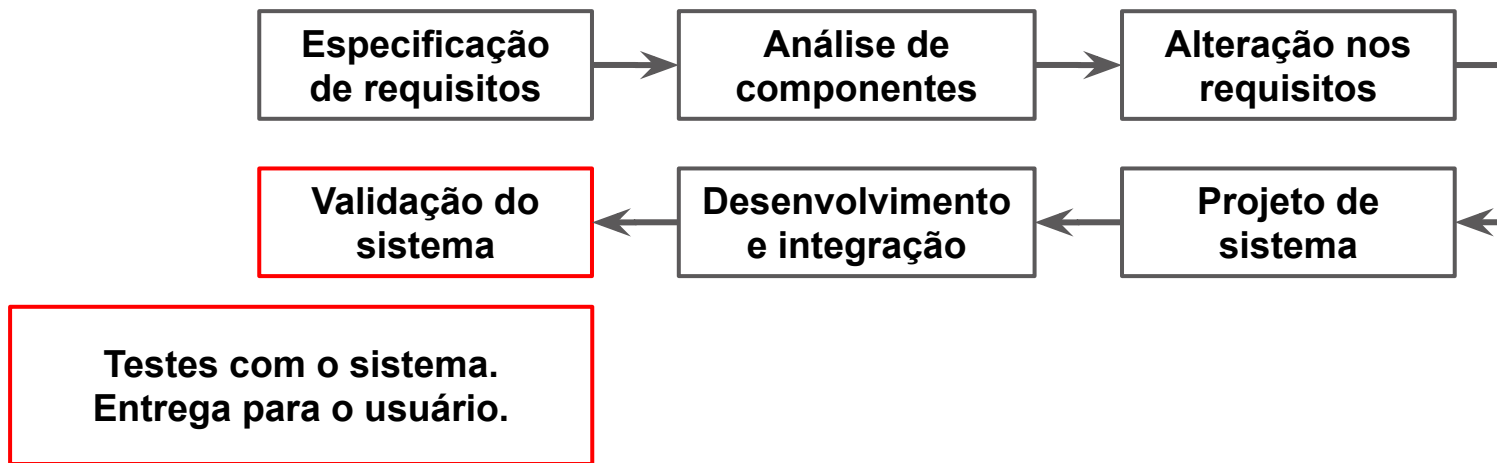 Especificação
de requisitos
Análise de
componentes
Alteração nos
requisitos
Validação do
sistema
Desenvolvimento
e integração
Projeto de
sistema
Testes com o sistema.
Entrega para o usuário.